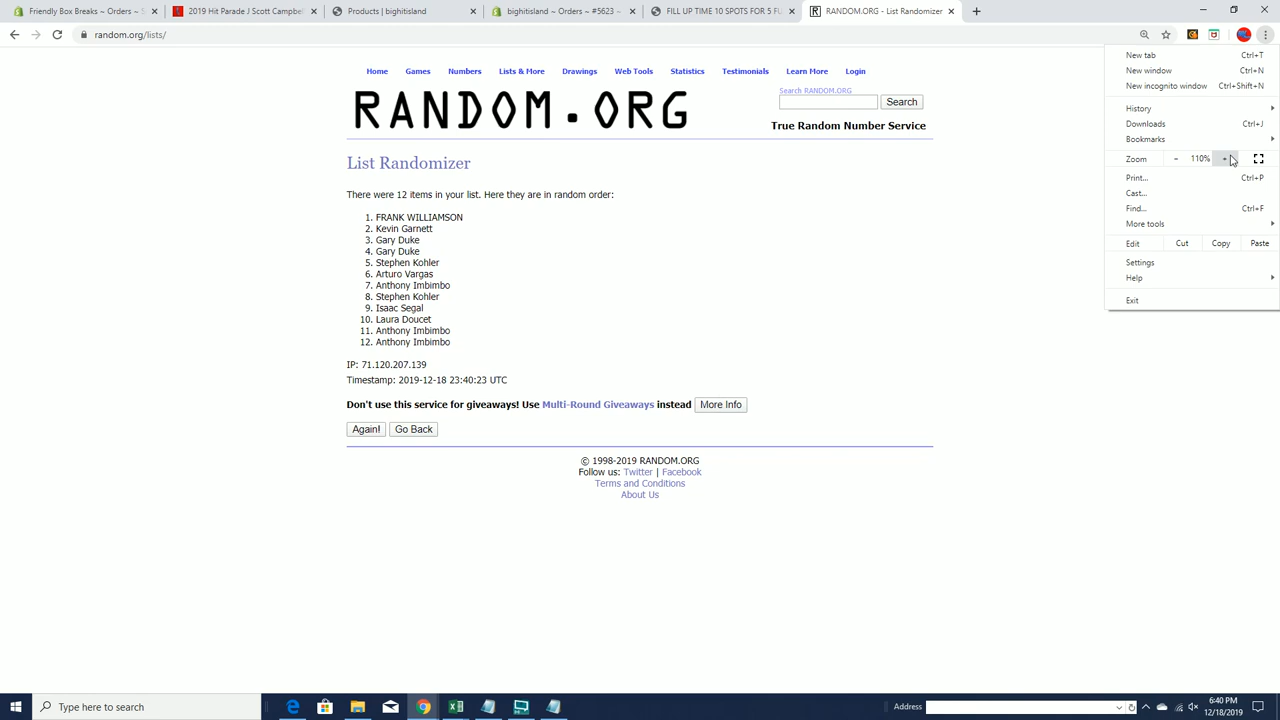 Friendly Box Breaks ~ Orders ~ S
2019 Hit Parade J Scott Campbel
Products | bighitisland
bighitisland ~ Orders ~ #5623 ~
FILL UP TIME 10 SPOTS FOR 5 FU
RANDOM.ORG - List Randomizer
random.org/lists/
New tab Ctrl+T
New window Ctrl+N
New incognito window Ctrl+Shift+N
History
Downloads Ctrl+J
Bookmarks
Zoom - 110% +
Print... Ctrl+P
Cast...
Find... Ctrl+F
More tools
Edit Cut Copy Paste
Settings
Help
Exit
Home Games Numbers Lists & More Drawings Web Tools Statistics Testimonials Learn More Login
Search RANDOM.ORG
RANDOM.ORG
Search
True Random Number Service
List Randomizer
There were 12 items in your list. Here they are in random order:
1. FRANK WILLIAMSON
2. Kevin Garnett
3. Gary Duke
4. Gary Duke
5. Stephen Kohler
6. Arturo Vargas
7. Anthony Imbimbo
8. Stephen Kohler
9. Isaac Segal
10. Laura Doucet
11. Anthony Imbimbo
12. Anthony Imbimbo
IP: 71.120.207.139
Timestamp: 2019-12-18 23:40:23 UTC
Don't use this service for giveaways! Use Multi-Round Giveaways instead More Info
Again! Go Back
© 1998-2019 RANDOM.ORG
Follow us: Twitter | Facebook
Terms and Conditions
About Us
Type here to search
Address
6:40 PM
12/18/2019